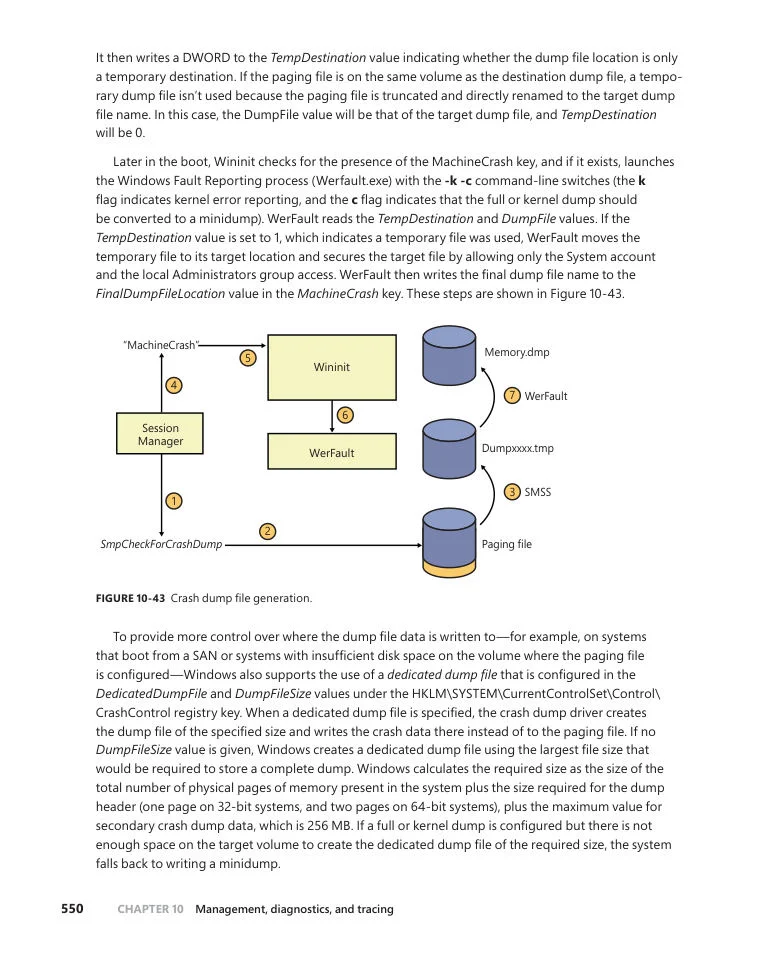 It then writes a DWORD to the TempDestination value indicating whether the dump file location is only
a temporary destination. If the paging file is on the same volume as the destination dump file, a tempo-
rary dump file isn’t used because the paging file is truncated and directly renamed to the target dump
file name. In this case, the DumpFile value will be that of the target dump file, and TempDestination
will be 0.
Later in the boot, Wininit checks for the presence of the MachineCrash key, and if it exists, launches
the Windows Fault Reporting process (Werfault.exe) with the -k -c command-line switches (the k
flag indicates kernel error reporting, and the c flag indicates that the full or kernel dump should
be converted to a minidump). WerFault reads the TempDestination and DumpFile values. If the
TempDestination value is set to 1, which indicates a temporary file was used, WerFault moves the
temporary file to its target location and secures the target file by allowing only the System account
and the local Administrators group access. WerFault then writes the final dump file name to the
FinalDumpFileLocation value in the MachineCrash key. These steps are shown in Figure 10-43.
“MachineCrash”
5
Wininit
Memory.dmp
4
7 WerFault
6
Session
Manager
WerFault
Dumpxxxx.tmp
1
3 SMSS
2
SmpCheckForCrashDump
Paging file
FIGURE 10-43 Crash dump file generation.
To provide more control over where the dump file data is written to—for example, on systems
that boot from a SAN or systems with insufficient disk space on the volume where the paging file
is configured—Windows also supports the use of a dedicated dump file that is configured in the
DedicatedDumpFile and DumpFileSize values under the HKLM\SYSTEM\CurrentControlSet\Control\
CrashControl registry key. When a dedicated dump file is specified, the crash dump driver creates
the dump file of the specified size and writes the crash data there instead of to the paging file. If no
DumpFileSize value is given, Windows creates a dedicated dump file using the largest file size that
would be required to store a complete dump. Windows calculates the required size as the size of the
total number of physical pages of memory present in the system plus the size required for the dump
header (one page on 32-bit systems, and two pages on 64-bit systems), plus the maximum value for
secondary crash dump data, which is 256 MB. If a full or kernel dump is configured but there is not
enough space on the target volume to create the dedicated dump file of the required size, the system
falls back to writing a minidump.
550 CHAPTER 10 Management, diagnostics, and tracing